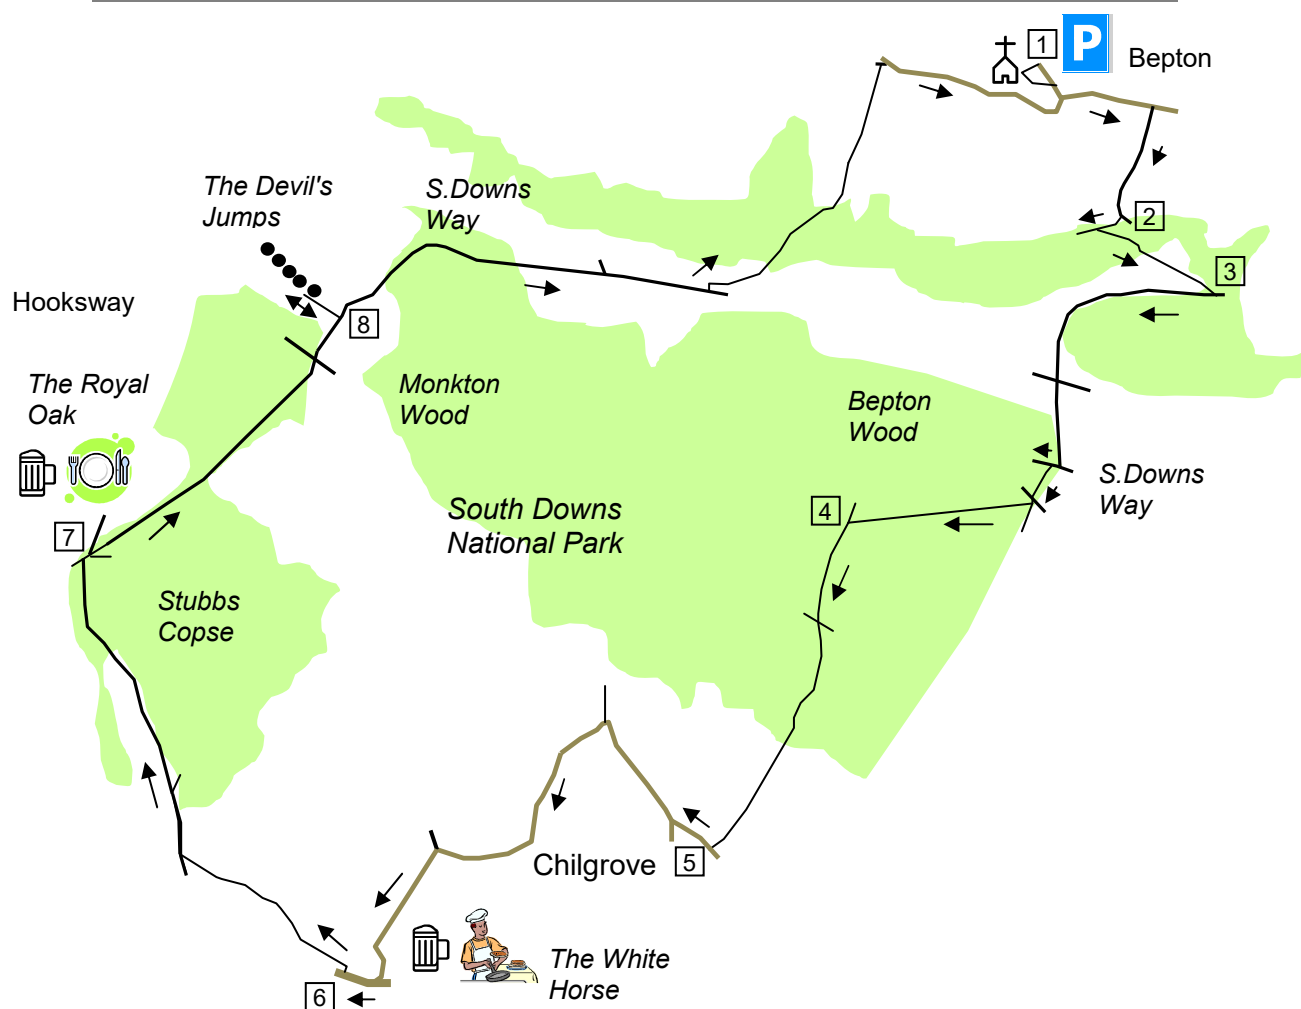 1
P
Bepton
The Devil's
Jumps
S.Downs
Way
2
3
Hooksway
8
The Royal
Oak
Monkton
Wood
Bepton
Wood
S.Downs
Way
South Downs
National Park
4
7
Stubbs
Copse
Chilgrove
5
The White
Horse
6